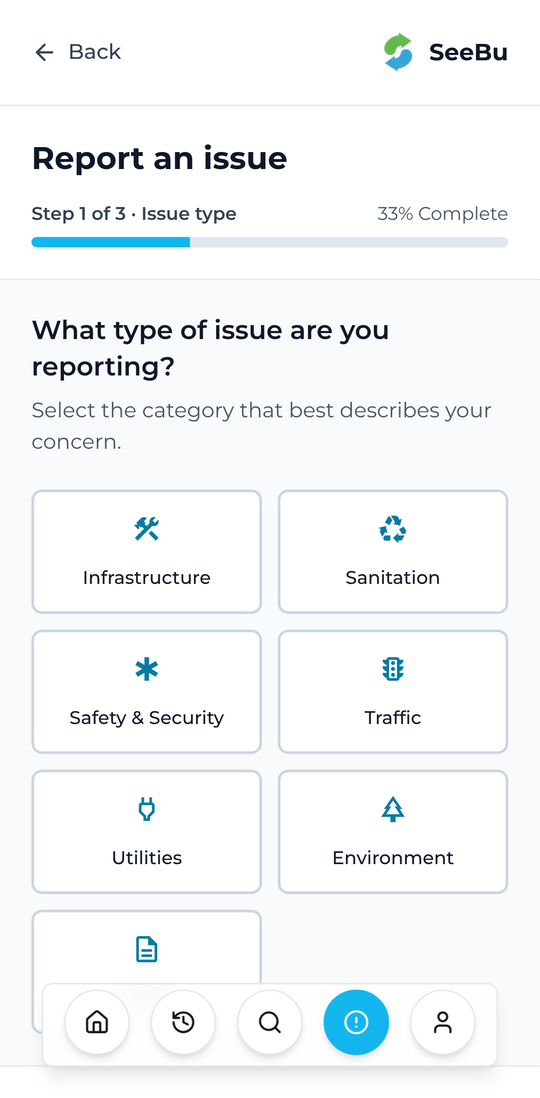 Back
SeeBu
Report an issue
Step 1 of 3 · Issue type
33% Complete
What type of issue are you
reporting?
Select the category that best describes your
concern.
Infrastructure
Sanitation
Safety & Security
Traffic
Utilities
Environment